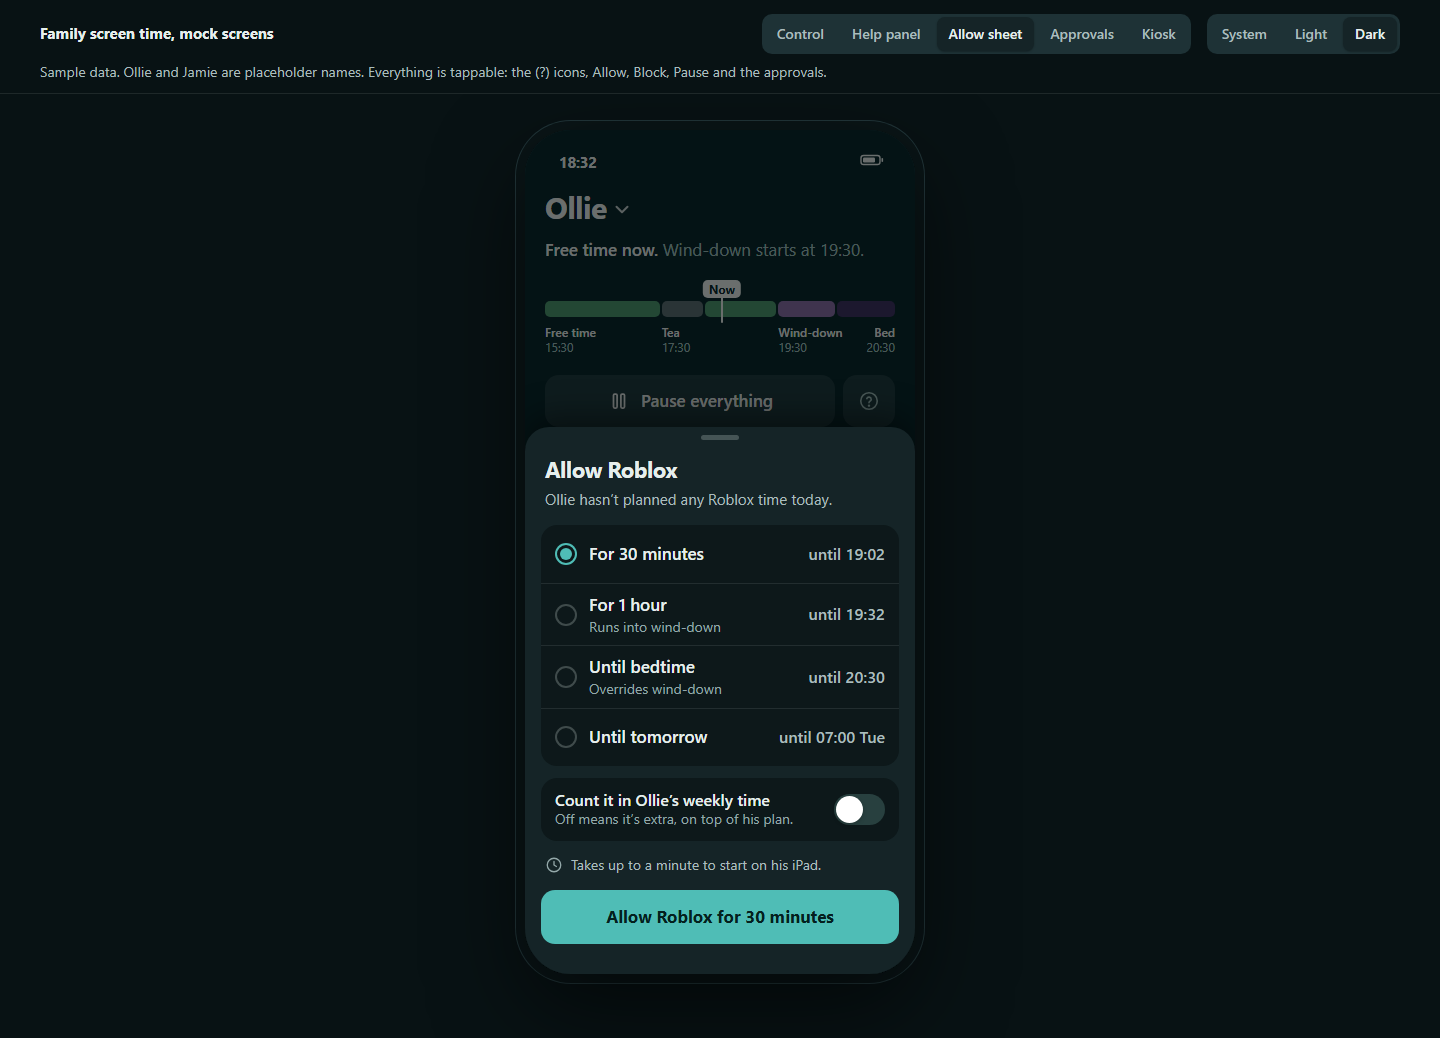 Family screen time, mock screens
Control Help panel Allow sheet Approvals Kiosk System Light Dark
Sample data. Ollie and Jamie are placeholder names. Everything is tappable: the (?) icons, Allow, Block, Pause and the approvals.
18:32
Ollie
Free time now. Wind-down starts at 19:30.
Now
Free time Tea Wind-down Bed
15:30 17:30 19:30 20:30
Pause everything
Allow Roblox
Ollie hasn’t planned any Roblox time today.
For 30 minutes until 19:02
For 1 hour until 19:32
Runs into wind-down
Until bedtime until 20:30
Overrides wind-down
Until tomorrow until 07:00 Tue
Count it in Ollie’s weekly time
Off means it’s extra, on top of his plan.
Takes up to a minute to start on his iPad.
Allow Roblox for 30 minutes